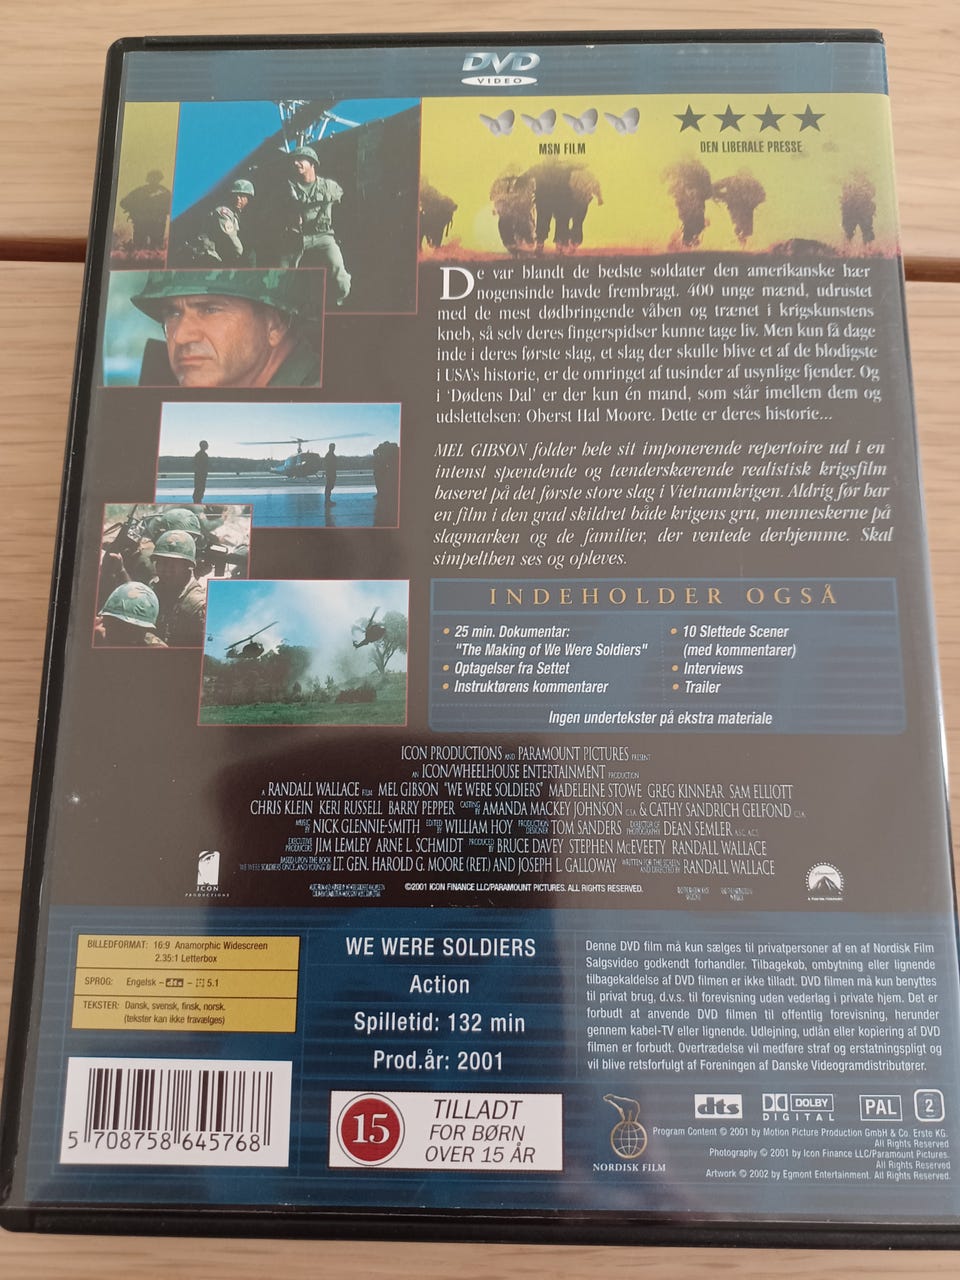 DVD
VIDEO
MSN FILM
DEN LIBERALE PRESSE
De var blandt de bedste soldater den amerikanske hær
nogensinde havde frembragt. 400 unge mænd, udrustet
med de mest dødbringende våben og trænet i krigskunstens
kneb, så selv deres fingerspidser kunne tage liv. Men kun få dage
inde i deres første slag, et slag der skulle blive et af de blodigste
i USA's historie, er de omringet af tusinder af usynlige fjender. Og
i 'Dødens Dal' er der kun én mand, som står imellem dem og
udslettelsen: Oberst Hal Moore. Dette er deres historie...
MEL GIBSON folder hele sit imponerende repertoire ud i en
intenst spændende og tænderskærende realistisk krigsfilm
baseret på det første store slag i Vietnamkrigen. Aldrig før har
en film i den grad skildret både krigens gru, menneskerne på
slagmarken og de familier, der ventede derhjemme. Skal
simpelthen ses og opleves.
INDEHOLDER OGSÅ
• 25 min. Dokumentar:
"The Making of We Were Soldiers"
• Optagelser fra Settet
• Instruktørens kommentarer
• 10 Slettede Scener
(med kommentarer)
• Interviews
• Trailer
Ingen undertekster på ekstra materiale
ICON PRODUCTIONS AND PARAMOUNT PICTURES PRESENT
AN ICON/WHEELHOUSE ENTERTAINMENT PRODUCTION
A RANDALL WALLACE FILM MEL GIBSON "WE WERE SOLDIERS" MADELEINE STOWE GREG KINNEAR SAM ELLIOTT
CHRIS KLEIN KERI RUSSELL BARRY PEPPER CASTING BY AMANDA MACKEY JOHNSON C.S.A. & CATHY SANDRICH GELFOND C.S.A.
MUSIC BY NICK GLENNIE-SMITH EDITED BY WILLIAM HOY PRODUCTION DESIGNER TOM SANDERS DIRECTOR OF PHOTOGRAPHY DEAN SEMLER A.S.C. A.C.S.
EXECUTIVE PRODUCERS JIM LEMLEY ARNE L. SCHMIDT PRODUCED BY BRUCE DAVEY STEPHEN McEVEETY RANDALL WALLACE
BASED UPON THE BOOK WE WERE SOLDIERS ONCE...AND YOUNG BY LT. GEN. HAROLD G. MOORE (RET.) AND JOSEPH L. GALLOWAY WRITTEN FOR THE SCREEN AND DIRECTED BY RANDALL WALLACE
ICON
PRODUCTIONS
©2001 ICON FINANCE LLC/PARAMOUNT PICTURES. ALL RIGHTS RESERVED.
Paramount
BILLEDFORMAT: 16:9 Anamorphic Widescreen
2.35:1 Letterbox
SPROG: Engelsk - dts - 5.1
TEKSTER: Dansk, svensk, finsk, norsk.
(tekster kan ikke fravælges)
WE WERE SOLDIERS
Action
Spilletid: 132 min
Prod.år: 2001
Denne DVD film må kun sælges til privatpersoner af en af Nordisk Film
Salgsvideo godkendt forhandler. Tilbagekøb, ombytning eller lignende
tilbagekaldelse af DVD filmen er ikke tilladt. DVD filmen må kun benyttes
til privat brug, d.v.s. til forevisning uden vederlag i private hjem. Det er
forbudt at anvende DVD filmen til offentlig forevisning, herunder
gennem kabel-TV eller lignende. Udlejning, udlån eller kopiering af DVD
filmen er forbudt. Overtrædelse vil medføre straf og erstatningspligt og
vil blive retsforfulgt af Foreningen af Danske Videogramdistributører.
5 708758 645768
15
TILLADT
FOR BØRN
OVER 15 ÅR
NORDISK FILM
dts
DOLBY
DIGITAL
PAL
2
Program Content © 2001 by Motion Picture Production GmbH & Co. Erste KG.
All Rights Reserved
Photography © 2001 by Icon Finance LLC/Paramount Pictures.
All Rights Reserved
Artwork © 2002 by Egmont Entertainment. All Rights Reserved.